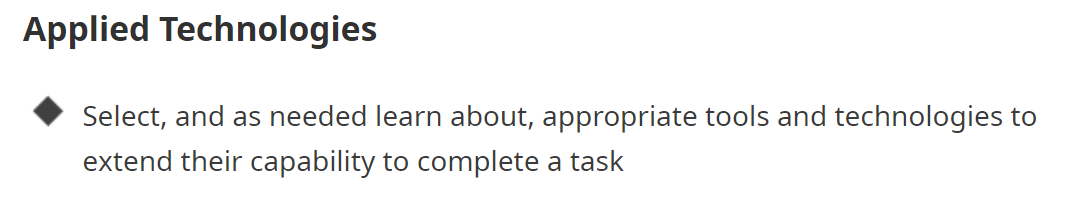 Applied Technologies
Select, and as needed learn about, appropriate tools and technologies to
extend their capability to complete a task